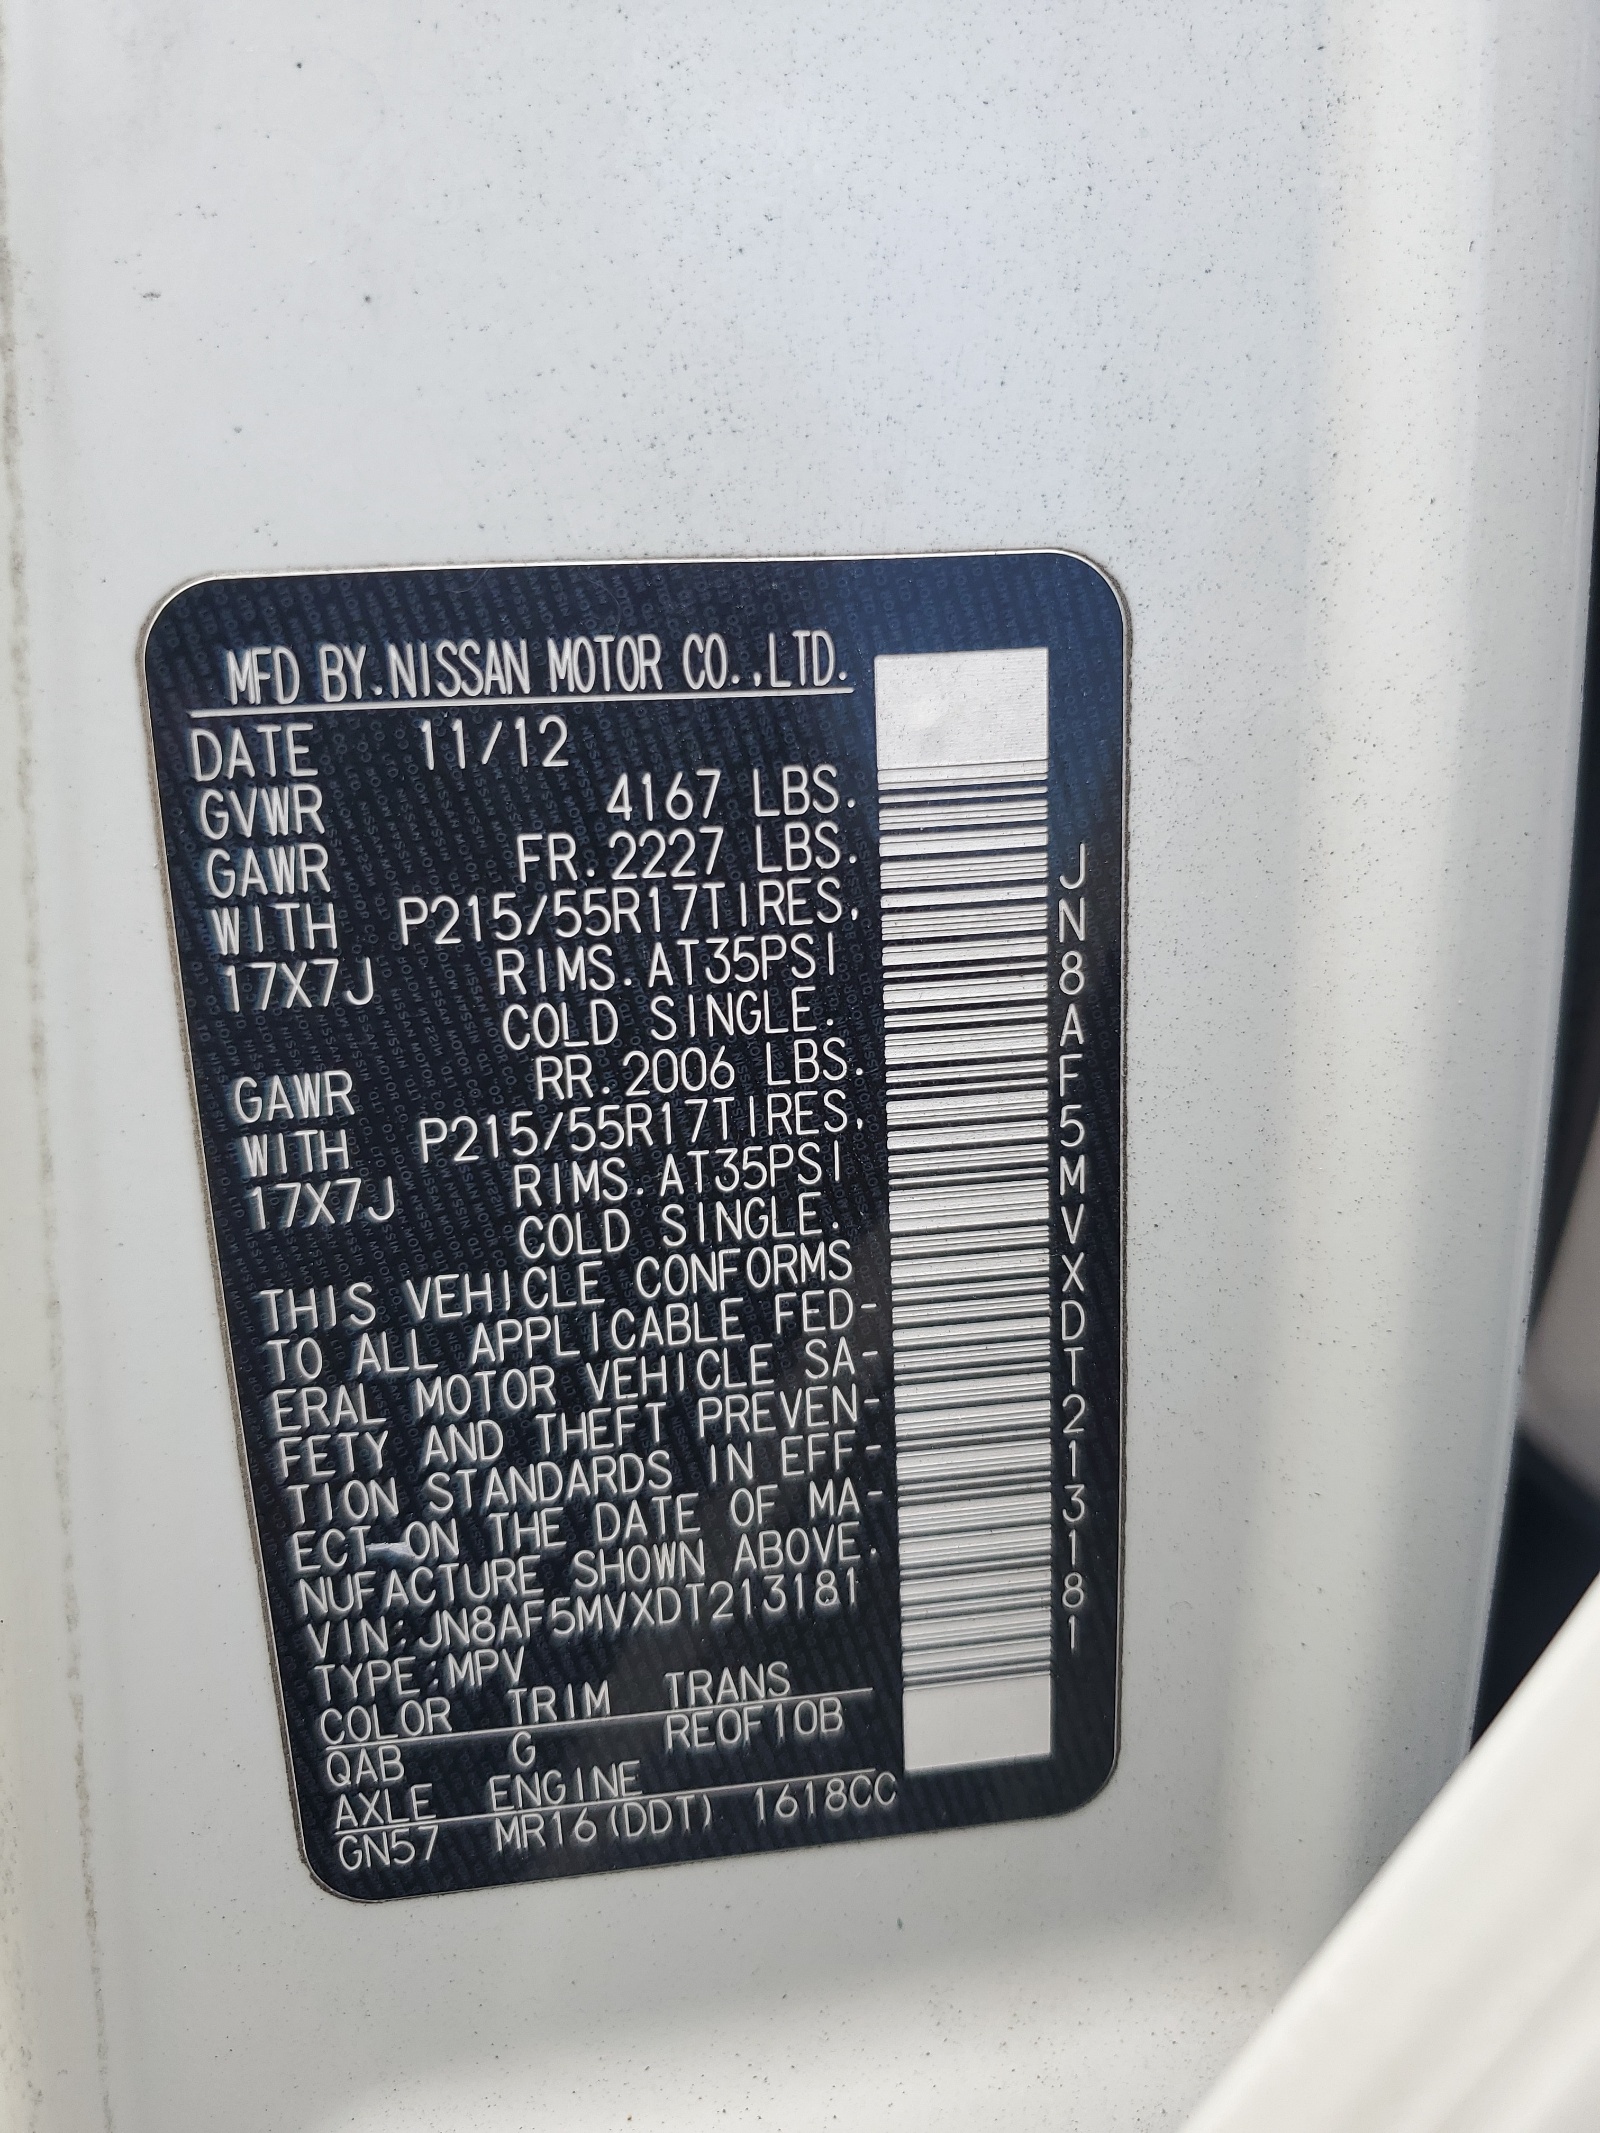 MFD BY.NISSAN MOTOR CO.,LTD.
DATE 11/12
GVWR 4167 LBS.
GAWR FR.2227 LBS.
WITH P215/55R17TIRES,
17X7J RIMS.AT35PSI
COLD SINGLE.
GAWR RR.2006 LBS.
WITH P215/55R17TIRES.
17X7J RIMS.AT35PSI
COLD SINGLE.
THIS VEHICLE CONFORMS
TO ALL APPLICABLE FED-
ERAL MOTOR VEHICLE SA-
FETY AND THEFT PREVEN-
TION STANDARDS IN EFF-
ECT ON THE DATE OF MA-
NUFACTURE SHOWN ABOVE.
VIN:JN8AF5MVXDT213181
TYPE:MPV
COLOR TRIM TRANS
QAB G RE0F10B
AXLE ENGINE
GN57 MR16(DDT) 1618CC
JN8AF5MVXDT213181